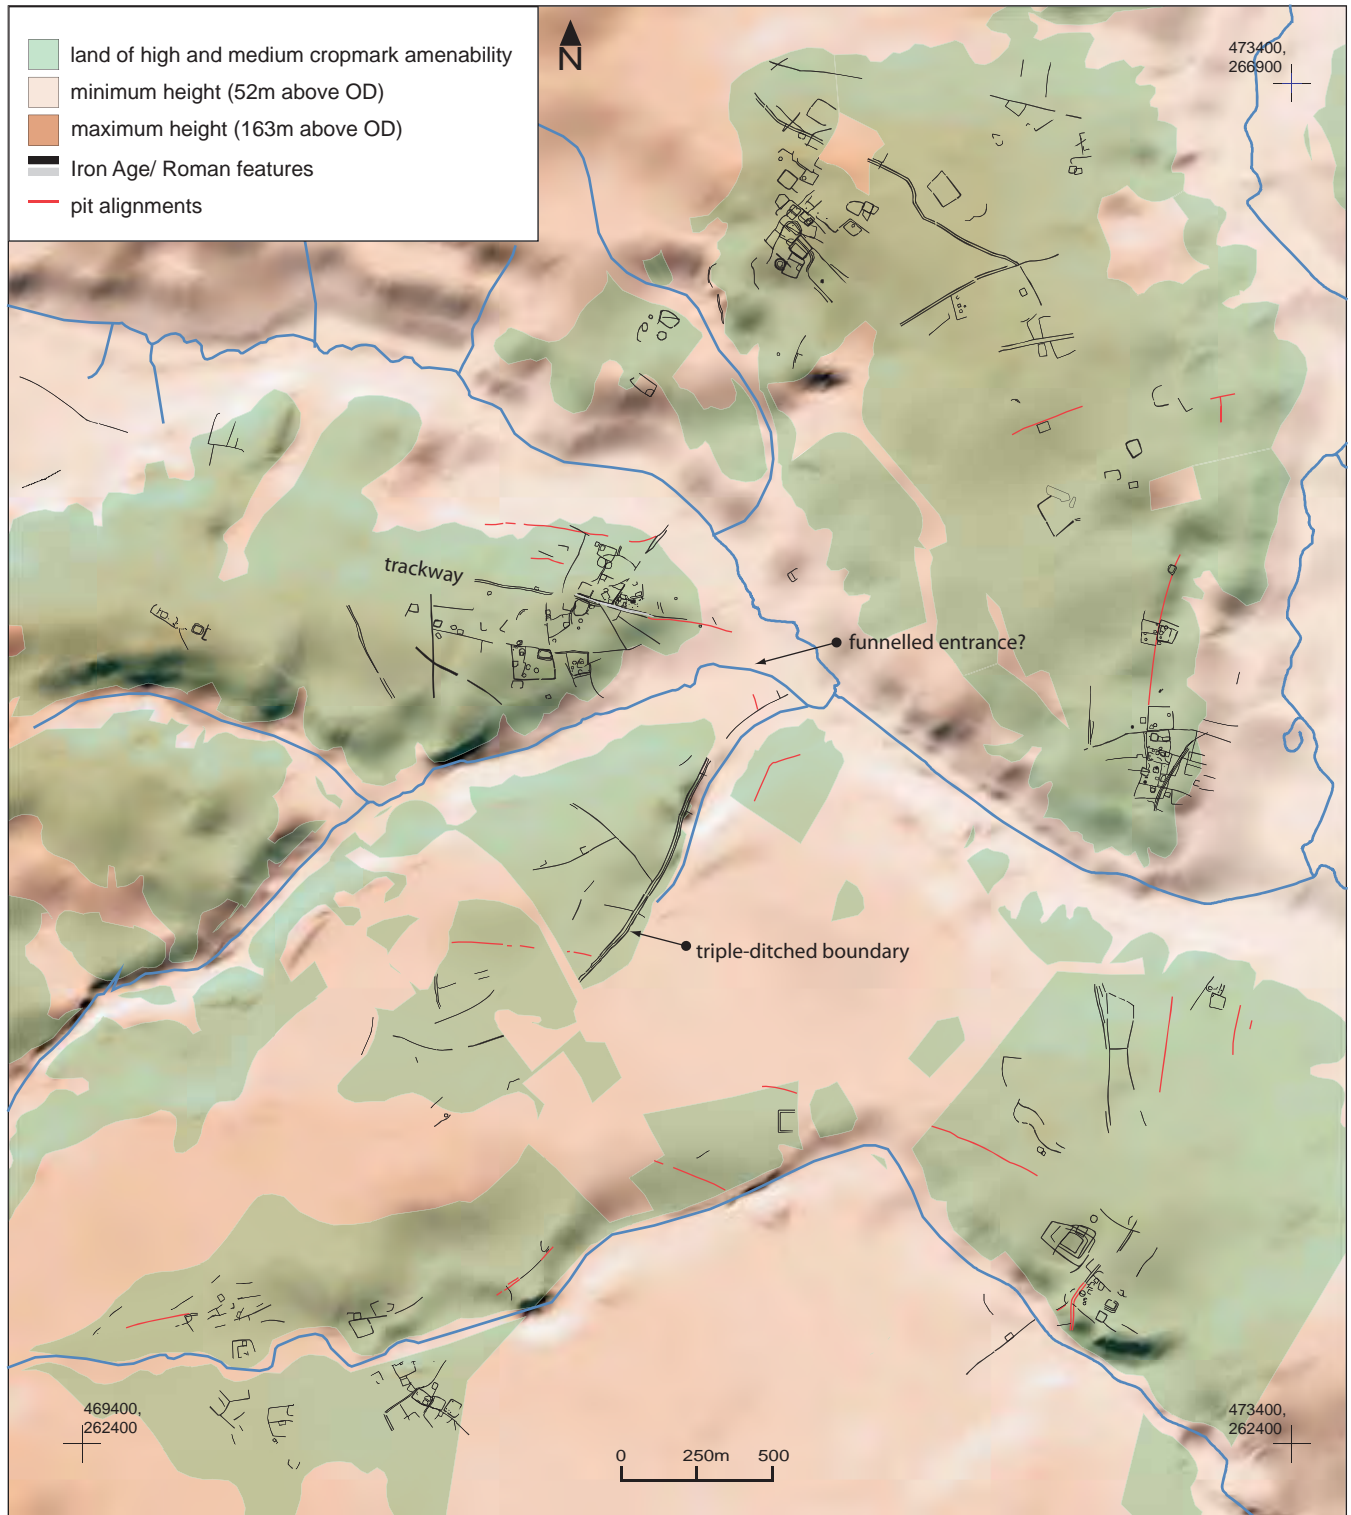 land of high and medium cropmark amenability
minimum height (52m above OD)
maximum height (163m above OD)
Iron Age/ Roman features
pit alignments
N
473400,
266900
trackway
funnelled entrance?
triple-ditched boundary
469400,
262400
473400,
262400
0 250m 500